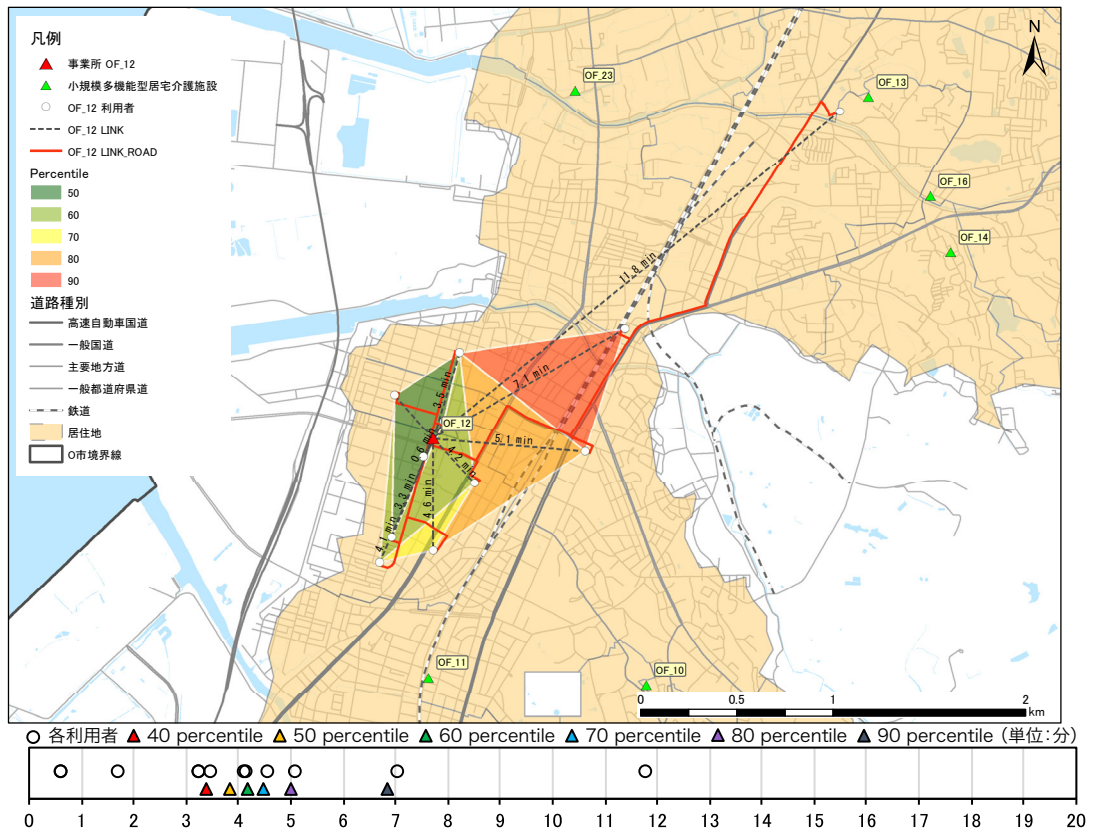 凡例
事業所 OF_12
小規模多機能型居宅介護施設
OF_12 利用者
OF_12 LINK
OF_12 LINK_ROAD
Percentile
50
60
70
80
90
道路種別
高速自動車国道
一般国道
主要地方道
一般都道府県道
鉄道
居住地
O市境界線
N
OF_23
OF_13
OF_16
OF_14
11.8 min
7.1 min
3.5 min
OF_12
5.1 min
0.6 min
4.2 min
4.6 min
3.3 min
4.1 min
OF_11
OF_10
0 0.5 1 2
km
各利用者 40 percentile 50 percentile 60 percentile 70 percentile 80 percentile 90 percentile (単位:分)
0 1 2 3 4 5 6 7 8 9 10 11 12 13 14 15 16 17 18 19 20